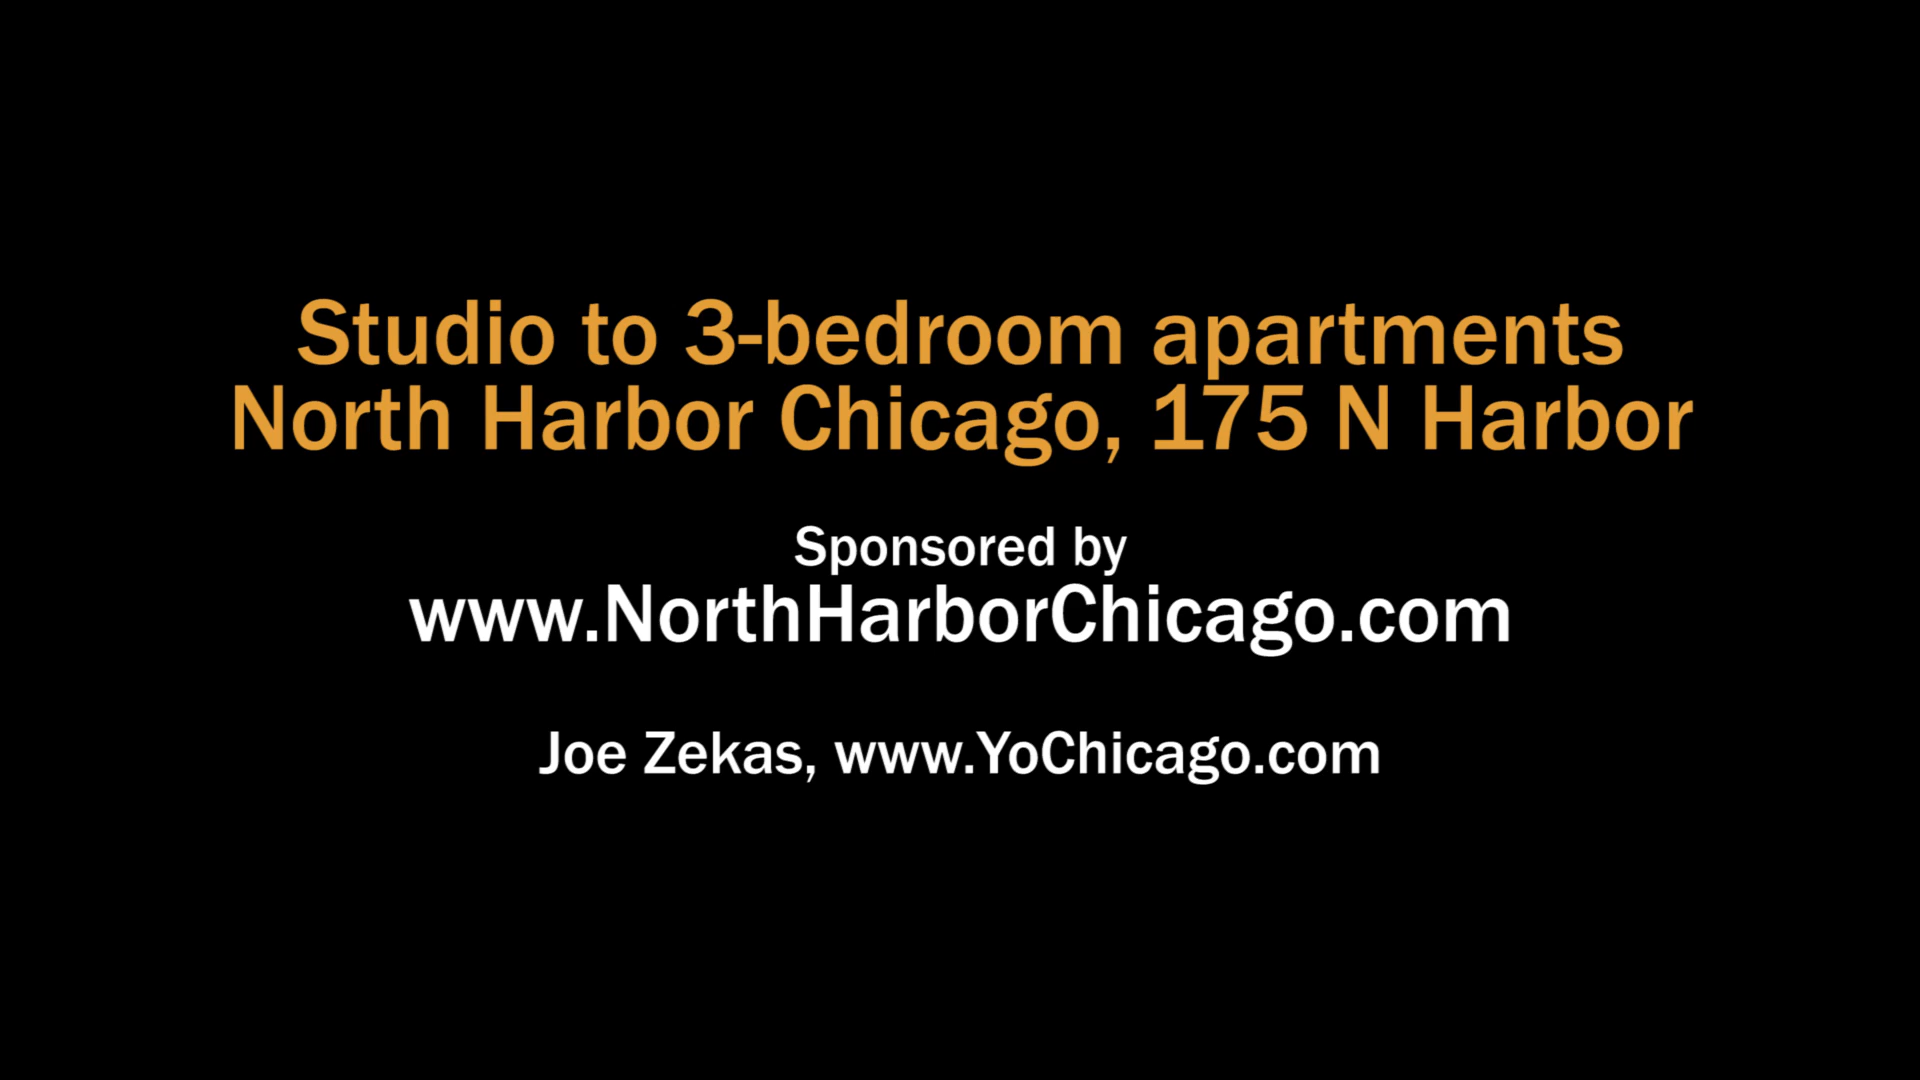 Studio to 3-bedroom apartments
North Harbor Chicago, 175 N Harbor
Sponsored by
www.NorthHarborChicago.com
Joe Zekas, www.YoChicago.com